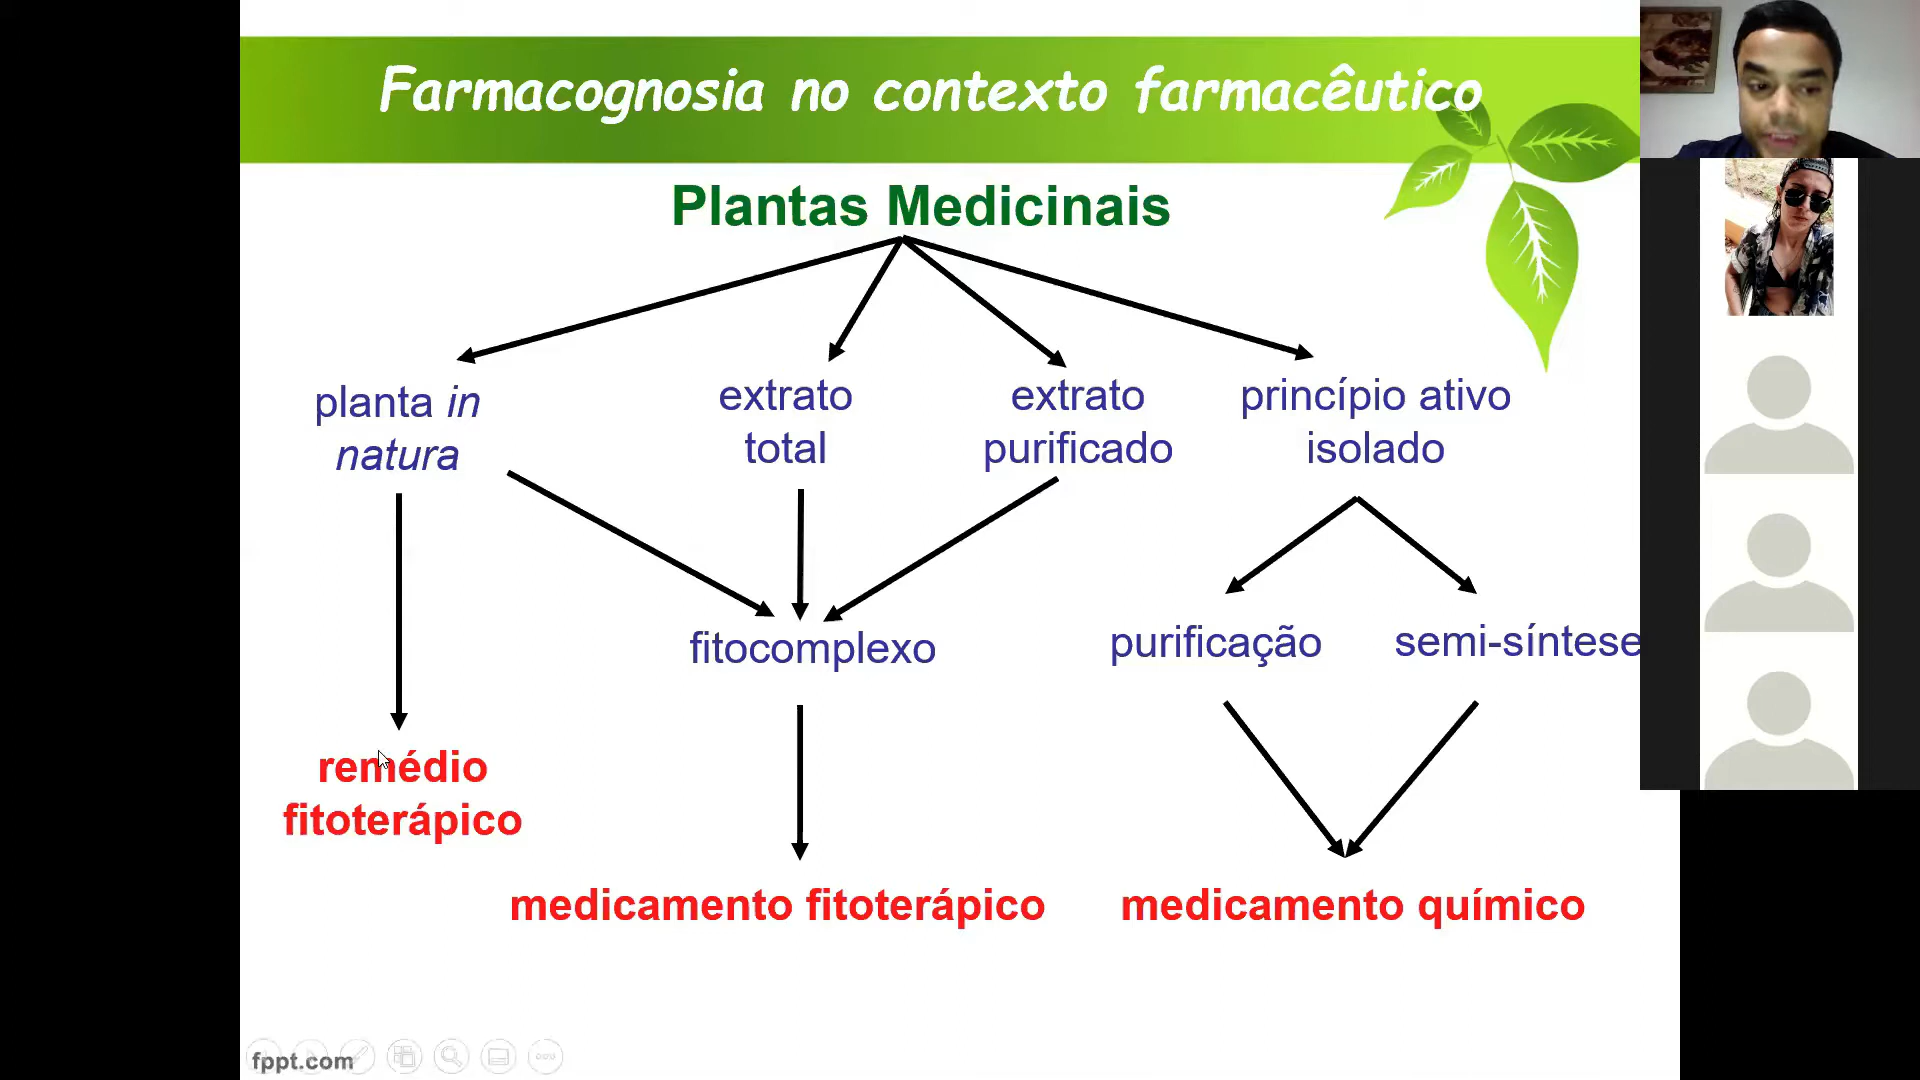 Farmacognosia no contexto farmacêutico
Plantas Medicinais
planta in
natura
extrato
total
extrato
purificado
princípio ativo
isolado
fitocomplexo
purificação
semi-síntese
remédio
fitoterápico
medicamento fitoterápico
medicamento químico
fppt.com